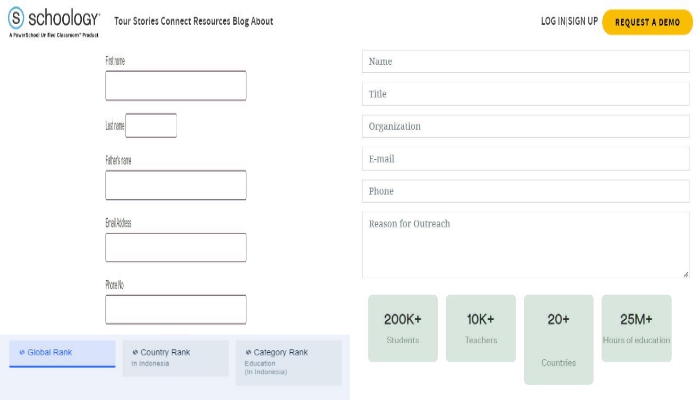 S schoology®
A PowerSchool Unified Classroom™ Product
Tour Stories Connect Resources Blog About
LOG IN|SIGN UP
REQUEST A DEMO
First name
Last name
Father's name
Email Address
Phone No
Global Rank
Country Rank
In Indonesia
Category Rank
Education
(In Indonesia)
Name
Title
Organization
E-mail
Phone
Reason for Outreach
200K+
Students
10K+
Teachers
20+
Countries
25M+
Hours of education